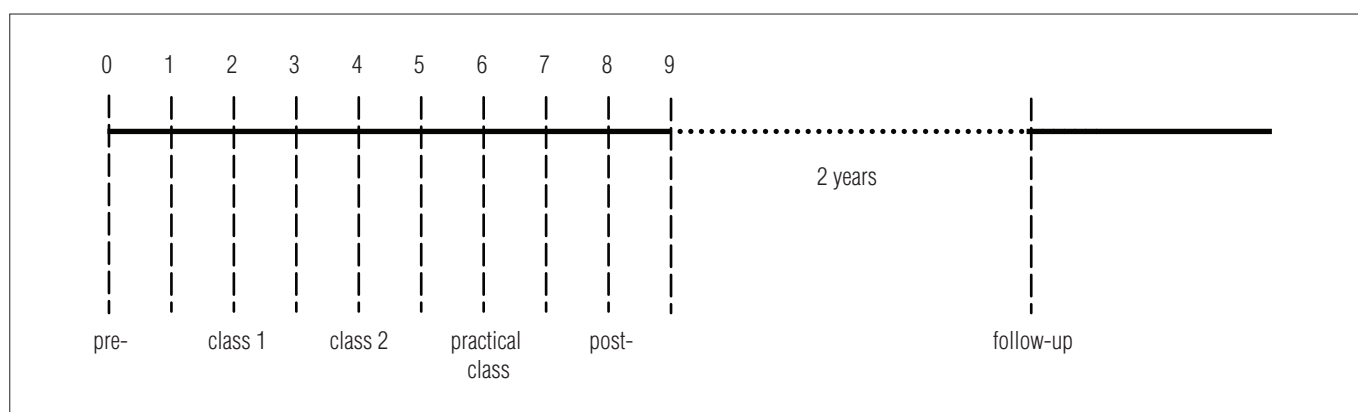 0 1 2 3 4 5 6 7 8 9
2 years
pre- class 1 class 2 practical class post- follow-up